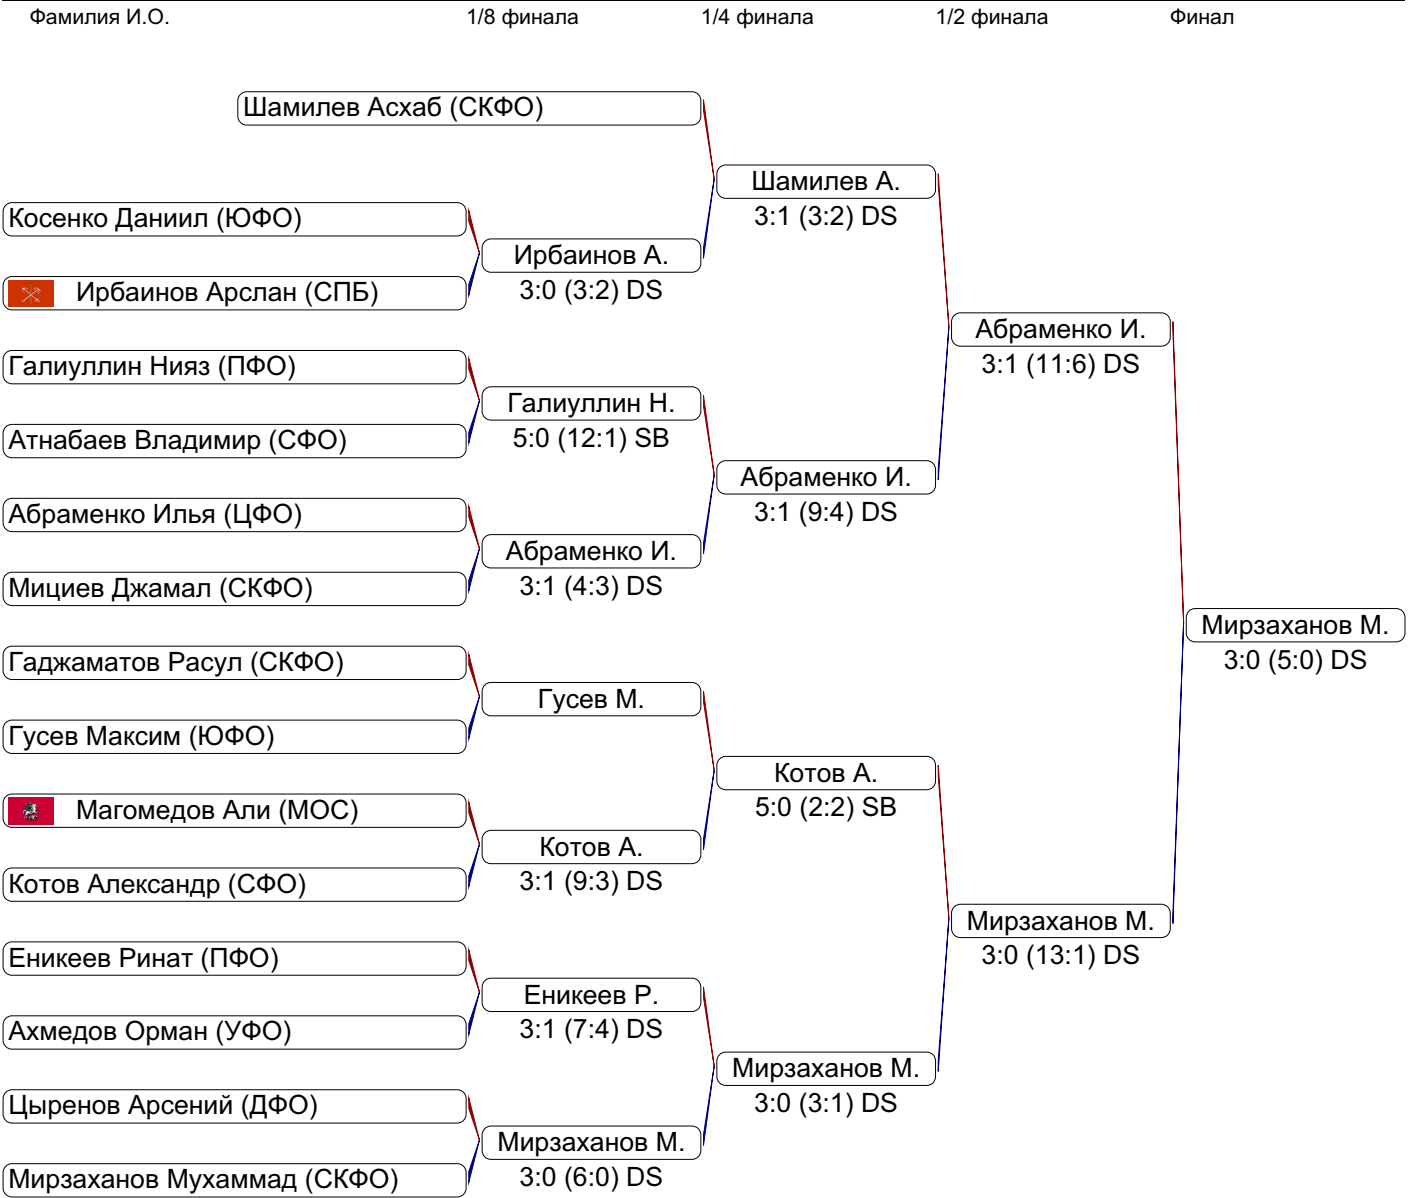 Фамилия И.О. 1/8 финала 1/4 финала 1/2 финала Финал
Шамилев Асхаб (СКФО)
Шамилев А.
3:1 (3:2) DS
Косенко Даниил (ЮФО)
Ирбаинов А.
3:0 (3:2) DS
Ирбаинов Арслан (СПБ)
Абраменко И.
3:1 (11:6) DS
Галиуллин Нияз (ПФО)
Галиуллин Н.
5:0 (12:1) SB
Атнабаев Владимир (СФО)
Абраменко И.
3:1 (9:4) DS
Абраменко Илья (ЦФО)
Абраменко И.
3:1 (4:3) DS
Мициев Джамал (СКФО)
Мирзаханов М.
3:0 (5:0) DS
Гаджаматов Расул (СКФО)
Гусев М.
Гусев Максим (ЮФО)
Котов А.
5:0 (2:2) SB
Магомедов Али (МОС)
Котов А.
3:1 (9:3) DS
Котов Александр (СФО)
Мирзаханов М.
3:0 (13:1) DS
Еникеев Ринат (ПФО)
Еникеев Р.
3:1 (7:4) DS
Ахмедов Орман (УФО)
Мирзаханов М.
3:0 (3:1) DS
Цыренов Арсений (ДФО)
Мирзаханов М.
3:0 (6:0) DS
Мирзаханов Мухаммад (СКФО)